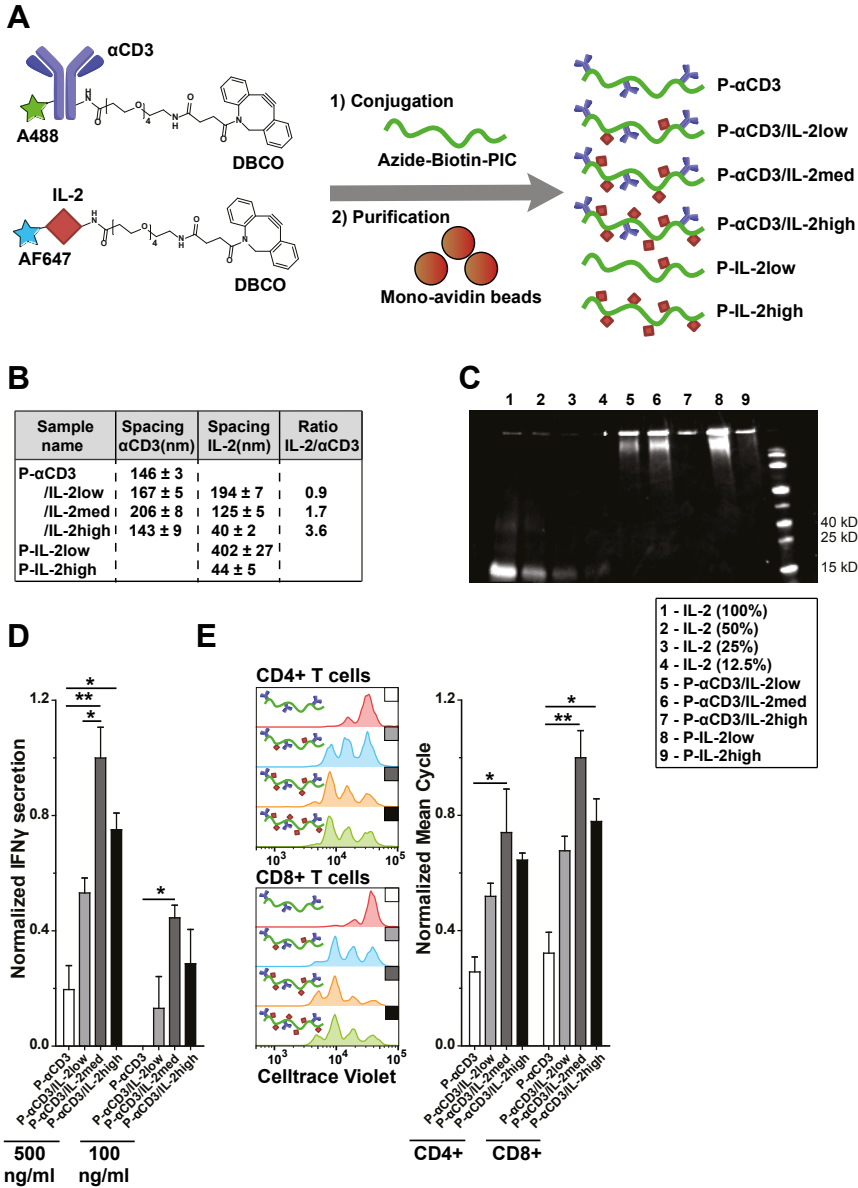 A
αCD3
H
N
O
O
4
N
H
O
O
N
A488
DBCO
IL-2
H
N
O
O
4
N
H
O
O
N
AF647
DBCO
1) Conjugation
Azide-Biotin-PIC
2) Purification
Mono-avidin beads
P-αCD3
P-αCD3/IL-2low
P-αCD3/IL-2med
P-αCD3/IL-2high
P-IL-2low
P-IL-2high
B
Sample name Spacing αCD3(nm) Spacing IL-2(nm) Ratio IL-2/αCD3
P-αCD3 146 ± 3
/IL-2low 167 ± 5 194 ± 7 0.9
/IL-2med 206 ± 8 125 ± 5 1.7
/IL-2high 143 ± 9 40 ± 2 3.6
P-IL-2low 402 ± 27
P-IL-2high 44 ± 5
C
1 2 3 4 5 6 7 8 9
40 kD
25 kD
15 kD
1 - IL-2 (100%)
2 - IL-2 (50%)
3 - IL-2 (25%)
4 - IL-2 (12.5%)
5 - P-αCD3/IL-2low
6 - P-αCD3/IL-2med
7 - P-αCD3/IL-2high
8 - P-IL-2low
9 - P-IL-2high
D
Normalized IFNγ secretion
1.2
0.8
0.4
0.0
*
**
*
*
P-αCD3
P-αCD3/IL-2low
P-αCD3/IL-2med
P-αCD3/IL-2high
P-αCD3
P-αCD3/IL-2low
P-αCD3/IL-2med
P-αCD3/IL-2high
500 ng/ml
100 ng/ml
E
CD4+ T cells
10³ 10⁴ 10⁵
CD8+ T cells
10³ 10⁴ 10⁵
Celltrace Violet
Normalized Mean Cycle
1.2
0.8
0.4
0.0
*
*
**
P-αCD3
P-αCD3/IL-2low
P-αCD3/IL-2med
P-αCD3/IL-2high
P-αCD3
P-αCD3/IL-2low
P-αCD3/IL-2med
P-αCD3/IL-2high
CD4+
CD8+